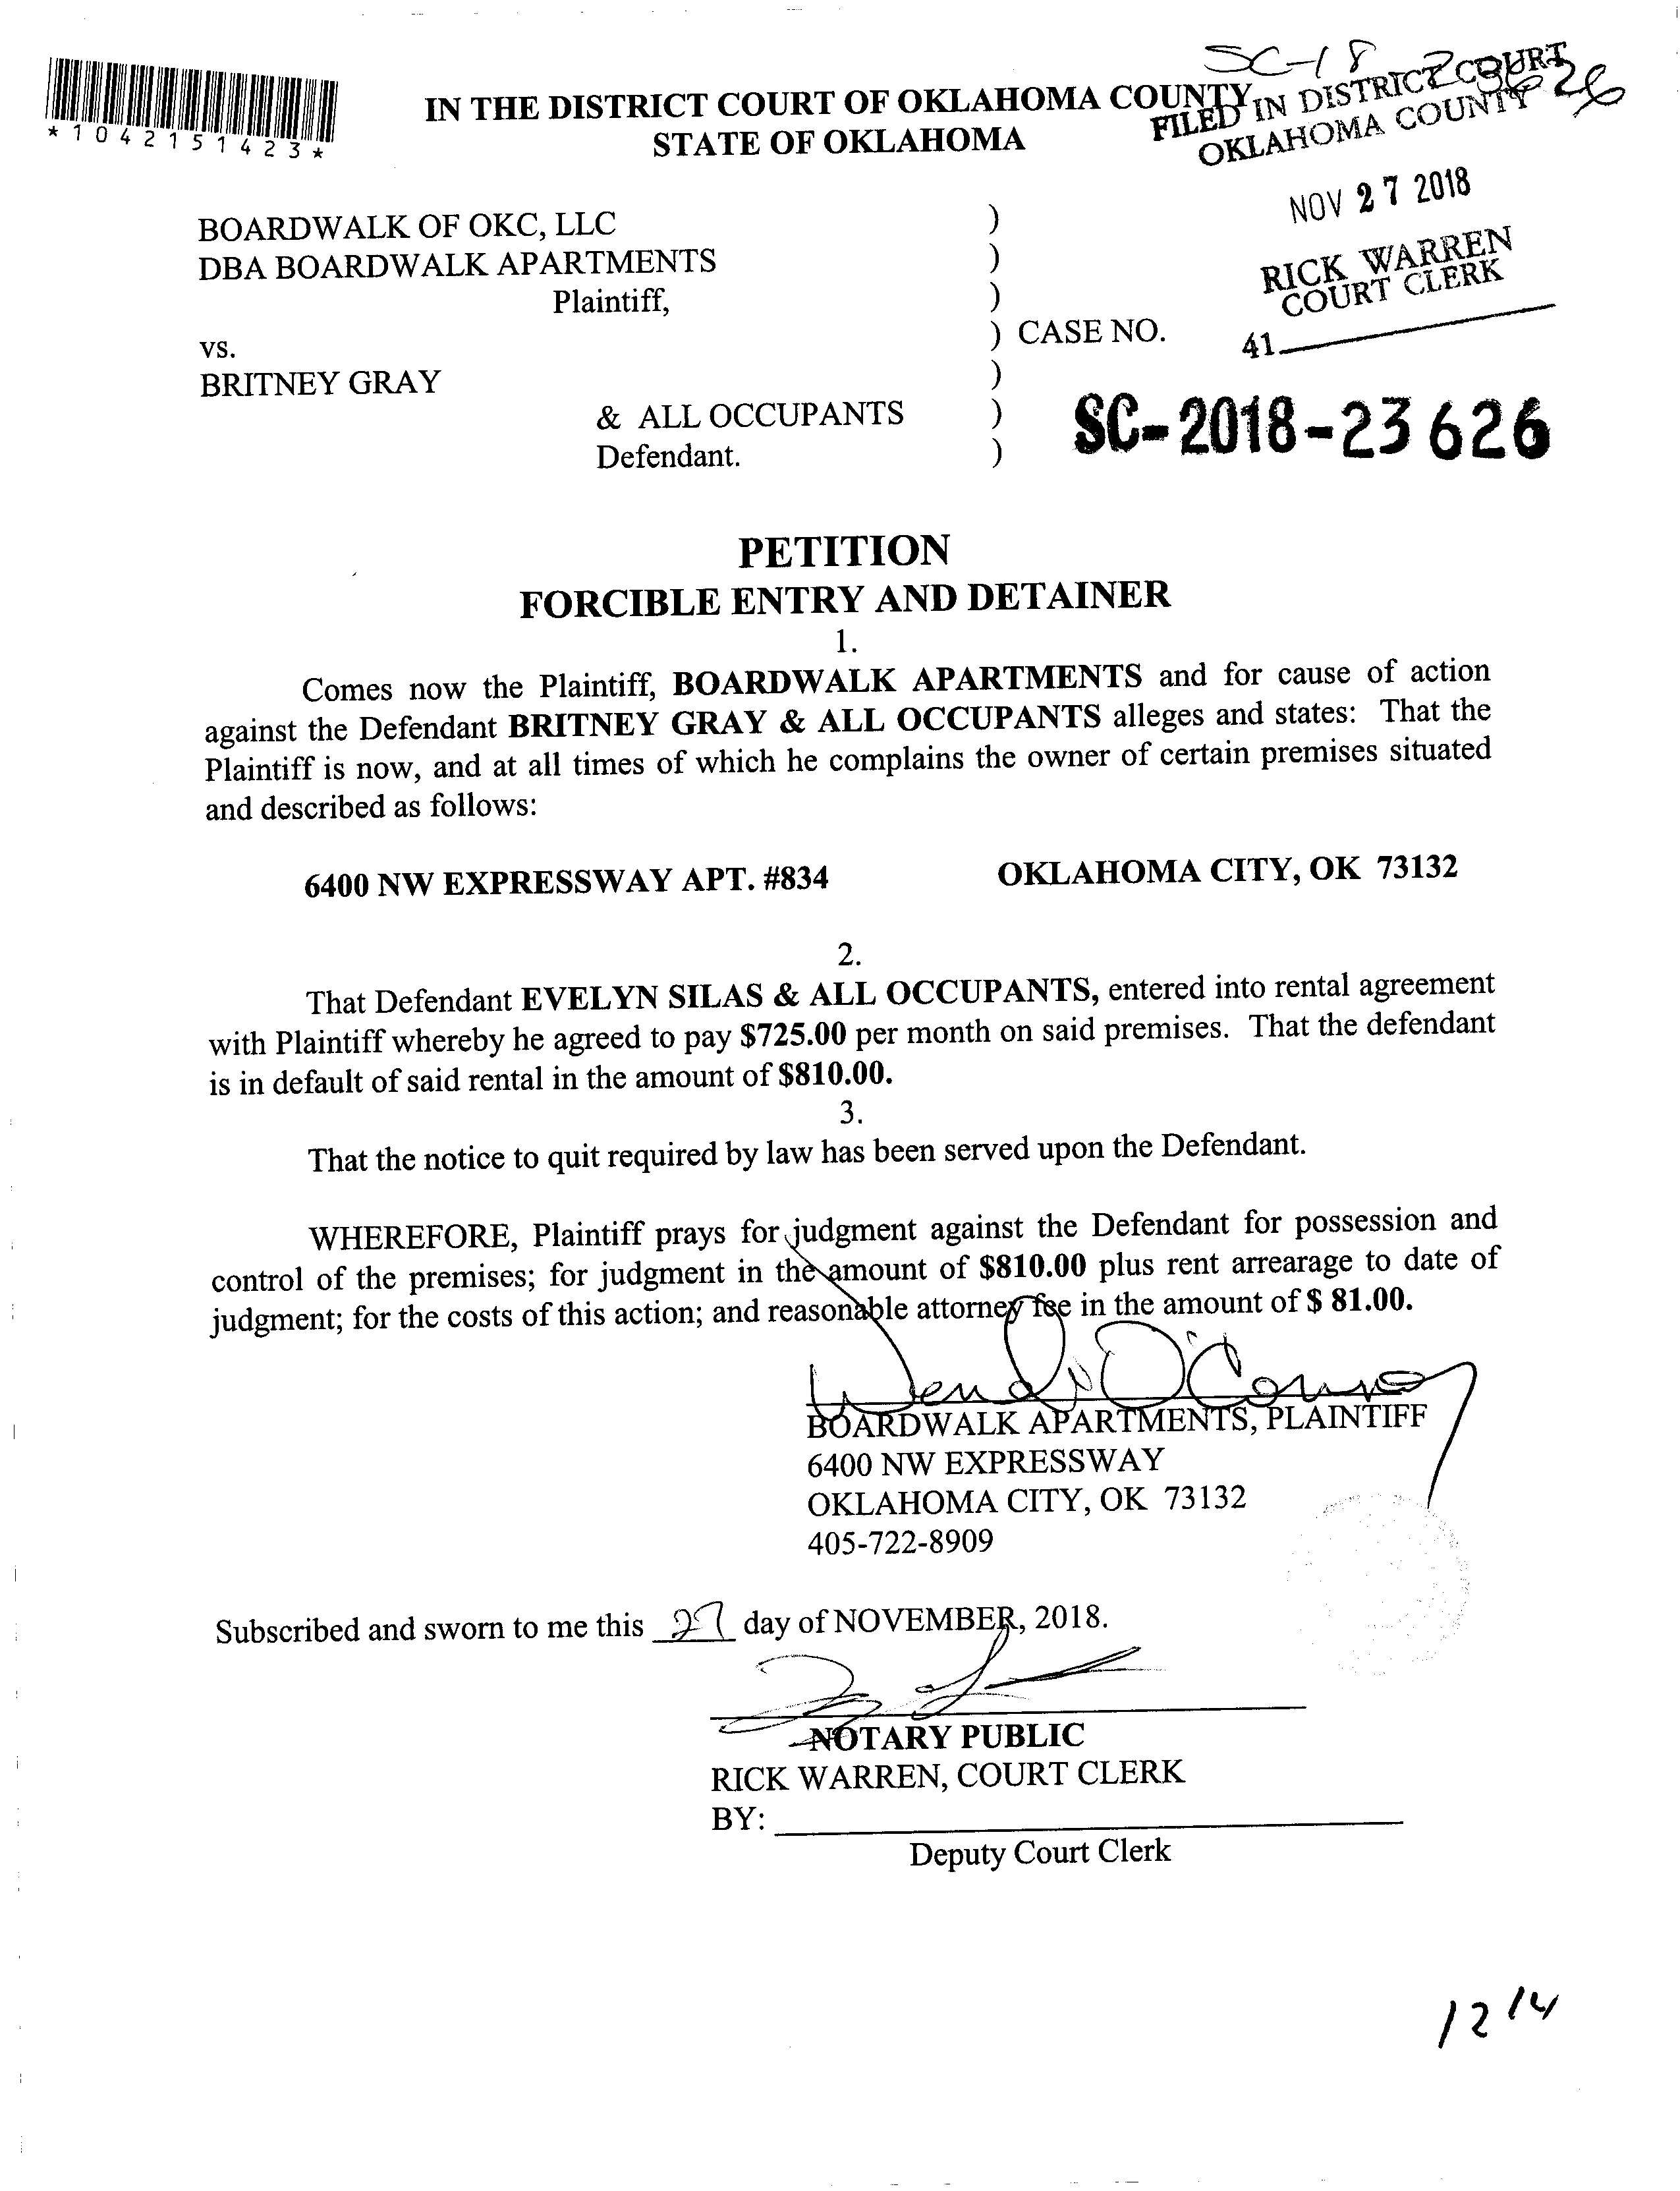 SC-18 23626
*1042151423*
IN THE DISTRICT COURT OF OKLAHOMA COUNTY
STATE OF OKLAHOMA
FILED IN DISTRICT COURT
OKLAHOMA COUNTY
NOV 27 2018
RICK WARREN
COURT CLERK
41
BOARDWALK OF OKC, LLC )
DBA BOARDWALK APARTMENTS )
Plaintiff, )
vs. ) CASE NO.
BRITNEY GRAY )
& ALL OCCUPANTS )
Defendant. )
SC-2018-23626
PETITION
FORCIBLE ENTRY AND DETAINER
1.
Comes now the Plaintiff, BOARDWALK APARTMENTS and for cause of action
against the Defendant BRITNEY GRAY & ALL OCCUPANTS alleges and states: That the
Plaintiff is now, and at all times of which he complains the owner of certain premises situated
and described as follows:
6400 NW EXPRESSWAY APT. #834 OKLAHOMA CITY, OK 73132
2.
That Defendant EVELYN SILAS & ALL OCCUPANTS, entered into rental agreement
with Plaintiff whereby he agreed to pay $725.00 per month on said premises. That the defendant
is in default of said rental in the amount of $810.00.
3.
That the notice to quit required by law has been served upon the Defendant.
WHEREFORE, Plaintiff prays for judgment against the Defendant for possession and
control of the premises; for judgment in the amount of $810.00 plus rent arrearage to date of
judgment; for the costs of this action; and reasonable attorney fee in the amount of $ 81.00.
Wendi O'Connor
BOARDWALK APARTMENTS, PLAINTIFF
6400 NW EXPRESSWAY
OKLAHOMA CITY, OK 73132
405-722-8909
Subscribed and sworn to me this 27 day of NOVEMBER, 2018.
NOTARY PUBLIC
RICK WARREN, COURT CLERK
BY:
Deputy Court Clerk
12/14